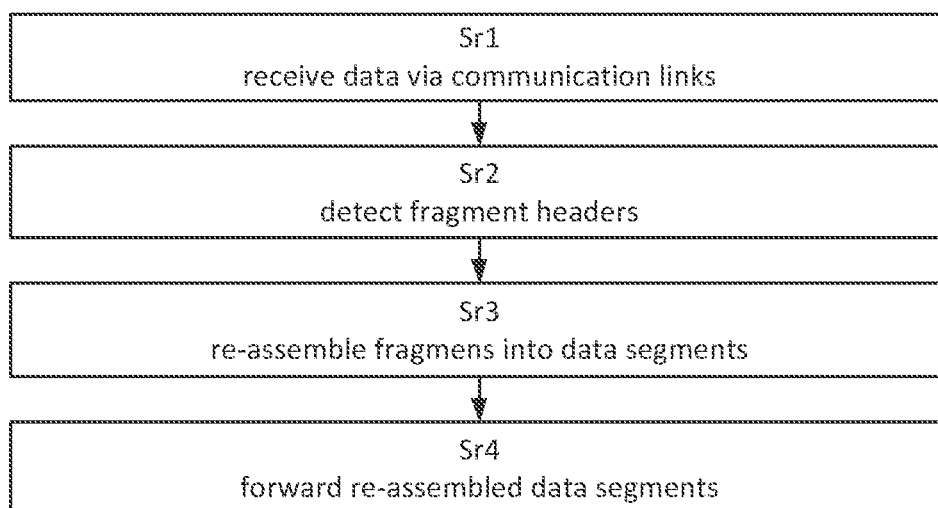 Sr1
receive data via communication links
Sr2
detect fragment headers
Sr3
re-assemble fragmens into data segments
Sr4
forward re-assembled data segments